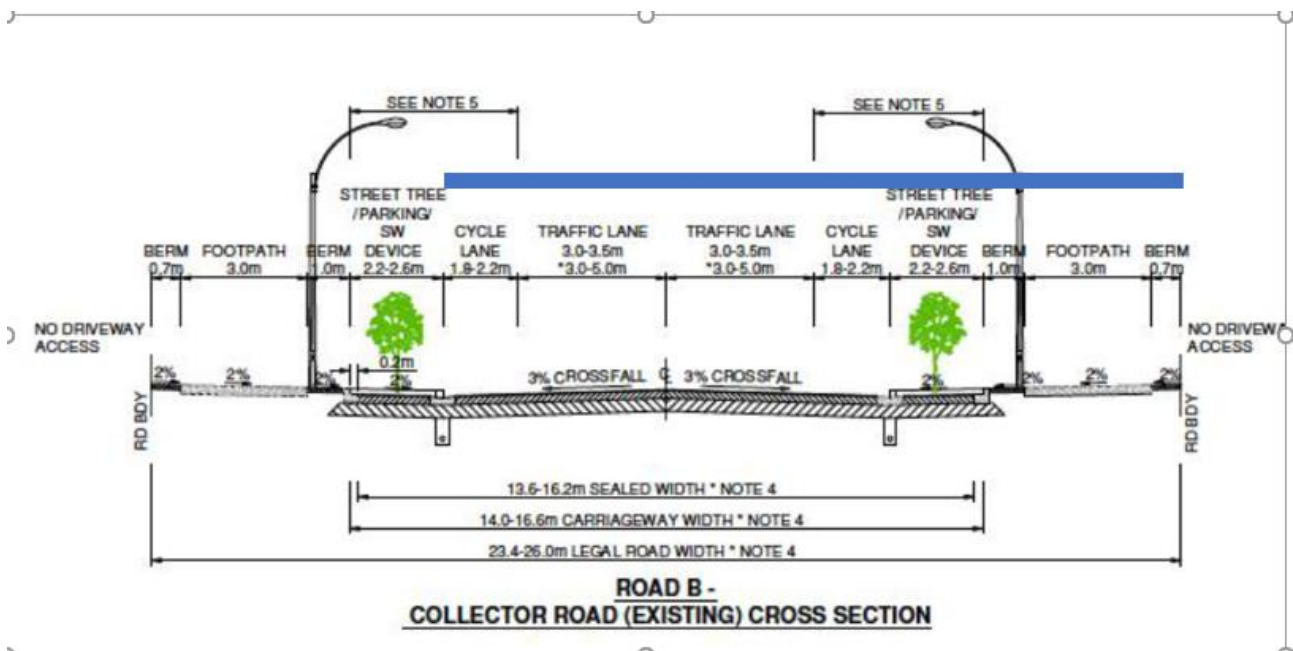 SEE NOTE 5
SEE NOTE 5
STREET TREE
/PARKING/
SW
DEVICE
2.2-2.6m
STREET TREE
/PARKING/
SW
DEVICE
2.2-2.6m
BERM
0.7m
FOOTPATH
3.0m
BERM
1.0m
CYCLE
LANE
1.8-2.2m
TRAFFIC LANE
3.0-3.5m
*3.0-5.0m
TRAFFIC LANE
3.0-3.5m
*3.0-5.0m
CYCLE
LANE
1.8-2.2m
BERM
1.0m
FOOTPATH
3.0m
BERM
0.7m
NO DRIVEWAY
ACCESS
NO DRIVEWA
ACCESS
0.2m
2%
2%
2%
2%
3% CROSSFALL
℄
3% CROSSFALL
2%
2%
2%
2%
RD BDY
RD BDY
13.6-16.2m SEALED WIDTH * NOTE 4
14.0-16.6m CARRIAGEWAY WIDTH * NOTE 4
23.4-26.0m LEGAL ROAD WIDTH * NOTE 4
ROAD B -
COLLECTOR ROAD (EXISTING) CROSS SECTION